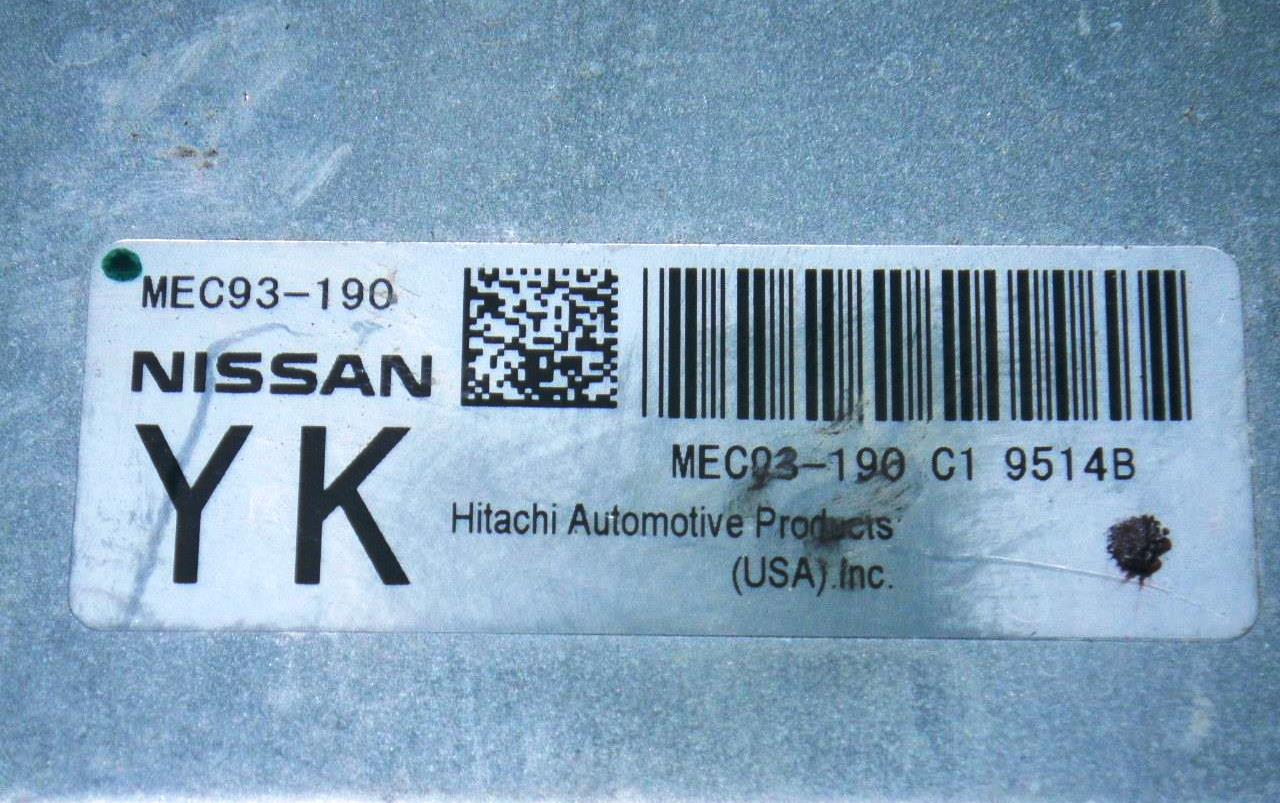 MEC93-190
NISSAN
YK
MEC93-190 C1 9514B
Hitachi Automotive Products
(USA).Inc.